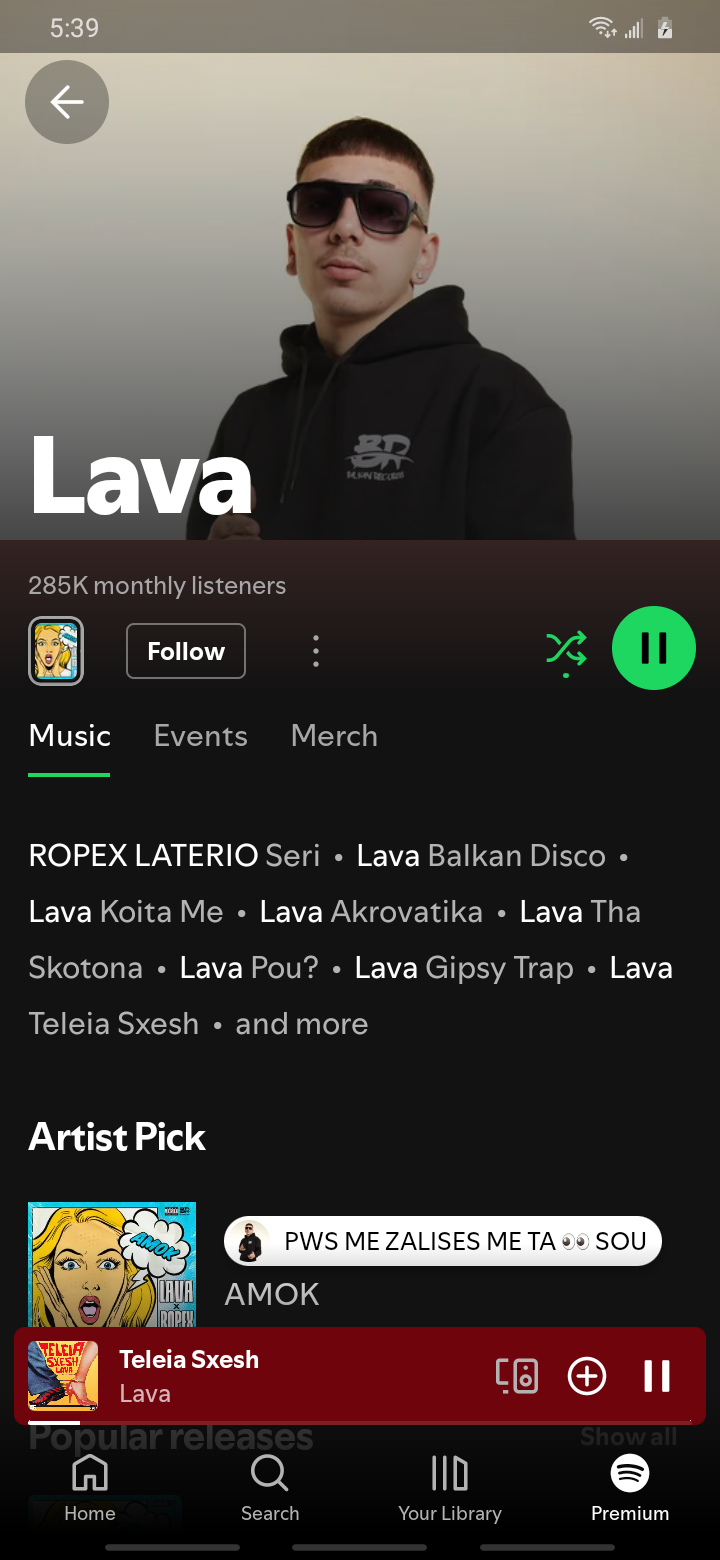 5:39
BR
BALKAN RECORDS
Lava
285K monthly listeners
Follow
Music Events Merch
ROPEX LATERIO Seri • Lava Balkan Disco •
Lava Koita Me • Lava Akrovatika • Lava Tha
Skotona • Lava Pou? • Lava Gipsy Trap • Lava
Teleia Sxesh • and more
Artist Pick
AMOK
LAVA
X
ROPEX
PWS ME ZALISES ME TA 👀 SOU
AMOK
TELEIA
SXESH
LAVA
Teleia Sxesh
Lava
Popular releases Show all
Home Search Your Library Premium